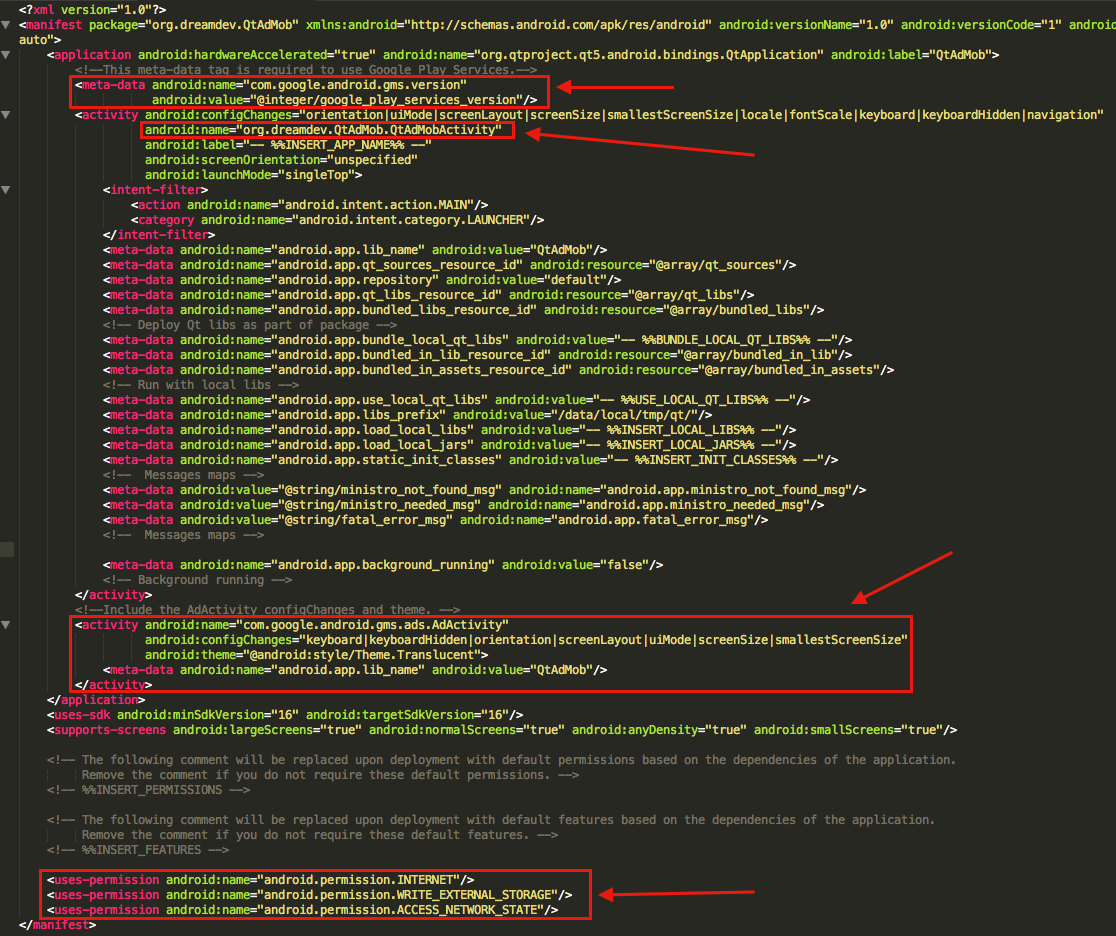 <?xml version="1.0"?>
<manifest package="org.dreamdev.QtAdMob" xmlns:android="http://schemas.android.com/apk/res/android" android:versionName="1.0" android:versionCode="1" android
auto">
<application android:hardwareAccelerated="true" android:name="org.qtproject.qt5.android.bindings.QtApplication" android:label="QtAdMob">
<!--This meta-data tag is required to use Google Play Services.-->
<meta-data android:name="com.google.android.gms.version"
android:value="@integer/google_play_services_version"/>
<activity android:configChanges="orientation|uiMode|screenLayout|screenSize|smallestScreenSize|locale|fontScale|keyboard|keyboardHidden|navigation"
android:name="org.dreamdev.QtAdMob.QtAdMobActivity"
android:label="-- %%INSERT_APP_NAME%% --"
android:screenOrientation="unspecified"
android:launchMode="singleTop">
<intent-filter>
<action android:name="android.intent.action.MAIN"/>
<category android:name="android.intent.category.LAUNCHER"/>
</intent-filter>
<meta-data android:name="android.app.lib_name" android:value="QtAdMob"/>
<meta-data android:name="android.app.qt_sources_resource_id" android:resource="@array/qt_sources"/>
<meta-data android:name="android.app.repository" android:value="default"/>
<meta-data android:name="android.app.qt_libs_resource_id" android:resource="@array/qt_libs"/>
<meta-data android:name="android.app.bundled_libs_resource_id" android:resource="@array/bundled_libs"/>
<!-- Deploy Qt libs as part of package -->
<meta-data android:name="android.app.bundle_local_qt_libs" android:value="-- %%BUNDLE_LOCAL_QT_LIBS%% --"/>
<meta-data android:name="android.app.bundled_in_lib_resource_id" android:resource="@array/bundled_in_lib"/>
<meta-data android:name="android.app.bundled_in_assets_resource_id" android:resource="@array/bundled_in_assets"/>
<!-- Run with local libs -->
<meta-data android:name="android.app.use_local_qt_libs" android:value="-- %%USE_LOCAL_QT_LIBS%% --"/>
<meta-data android:name="android.app.libs_prefix" android:value="/data/local/tmp/qt/"/>
<meta-data android:name="android.app.load_local_libs" android:value="-- %%INSERT_LOCAL_LIBS%% --"/>
<meta-data android:name="android.app.load_local_jars" android:value="-- %%INSERT_LOCAL_JARS%% --"/>
<meta-data android:name="android.app.static_init_classes" android:value="-- %%INSERT_INIT_CLASSES%% --"/>
<!--  Messages maps -->
<meta-data android:value="@string/ministro_not_found_msg" android:name="android.app.ministro_not_found_msg"/>
<meta-data android:value="@string/ministro_needed_msg" android:name="android.app.ministro_needed_msg"/>
<meta-data android:value="@string/fatal_error_msg" android:name="android.app.fatal_error_msg"/>
<!--  Messages maps -->
<meta-data android:name="android.app.background_running" android:value="false"/>
<!-- Background running -->
</activity>
<!--Include the AdActivity configChanges and theme. -->
<activity android:name="com.google.android.gms.ads.AdActivity"
android:configChanges="keyboard|keyboardHidden|orientation|screenLayout|uiMode|screenSize|smallestScreenSize"
android:theme="@android:style/Theme.Translucent">
<meta-data android:name="android.app.lib_name" android:value="QtAdMob"/>
</activity>
</application>
<uses-sdk android:minSdkVersion="16" android:targetSdkVersion="16"/>
<supports-screens android:largeScreens="true" android:normalScreens="true" android:anyDensity="true" android:smallScreens="true"/>
<!-- The following comment will be replaced upon deployment with default permissions based on the dependencies of the application.
Remove the comment if you do not require these default permissions. -->
<!-- %%INSERT_PERMISSIONS -->
<!-- The following comment will be replaced upon deployment with default features based on the dependencies of the application.
Remove the comment if you do not require these default features. -->
<!-- %%INSERT_FEATURES -->
<uses-permission android:name="android.permission.INTERNET"/>
<uses-permission android:name="android.permission.WRITE_EXTERNAL_STORAGE"/>
<uses-permission android:name="android.permission.ACCESS_NETWORK_STATE"/>
</manifest>